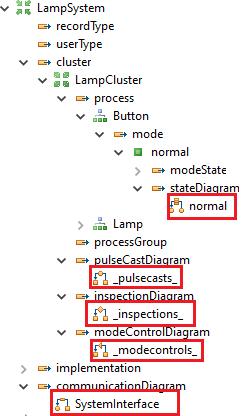 LampSystem
recordType
userType
cluster
LampCluster
process
Button
mode
normal
modeState
stateDiagram
normal
Lamp
processGroup
pulseCastDiagram
_pulsecasts_
inspectionDiagram
_inspections_
modeControlDiagram
_modecontrols_
implementation
communicationDiagram
SystemInterface